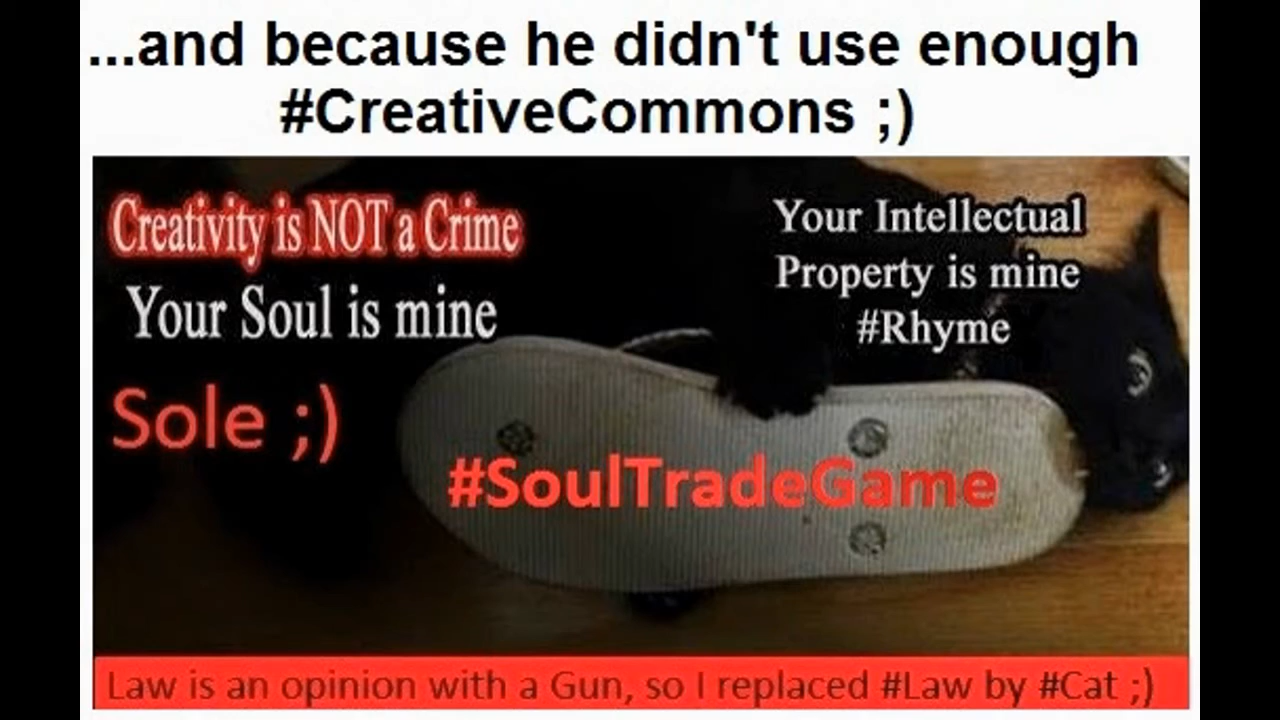 ...and because he didn't use enough
#CreativeCommons ;)
Creativity is NOT a Crime
Your Soul is mine
Sole ;)
Your Intellectual
Property is mine
#Rhyme
#SoulTradeGame
Law is an opinion with a Gun, so I replaced #Law by #Cat ;)